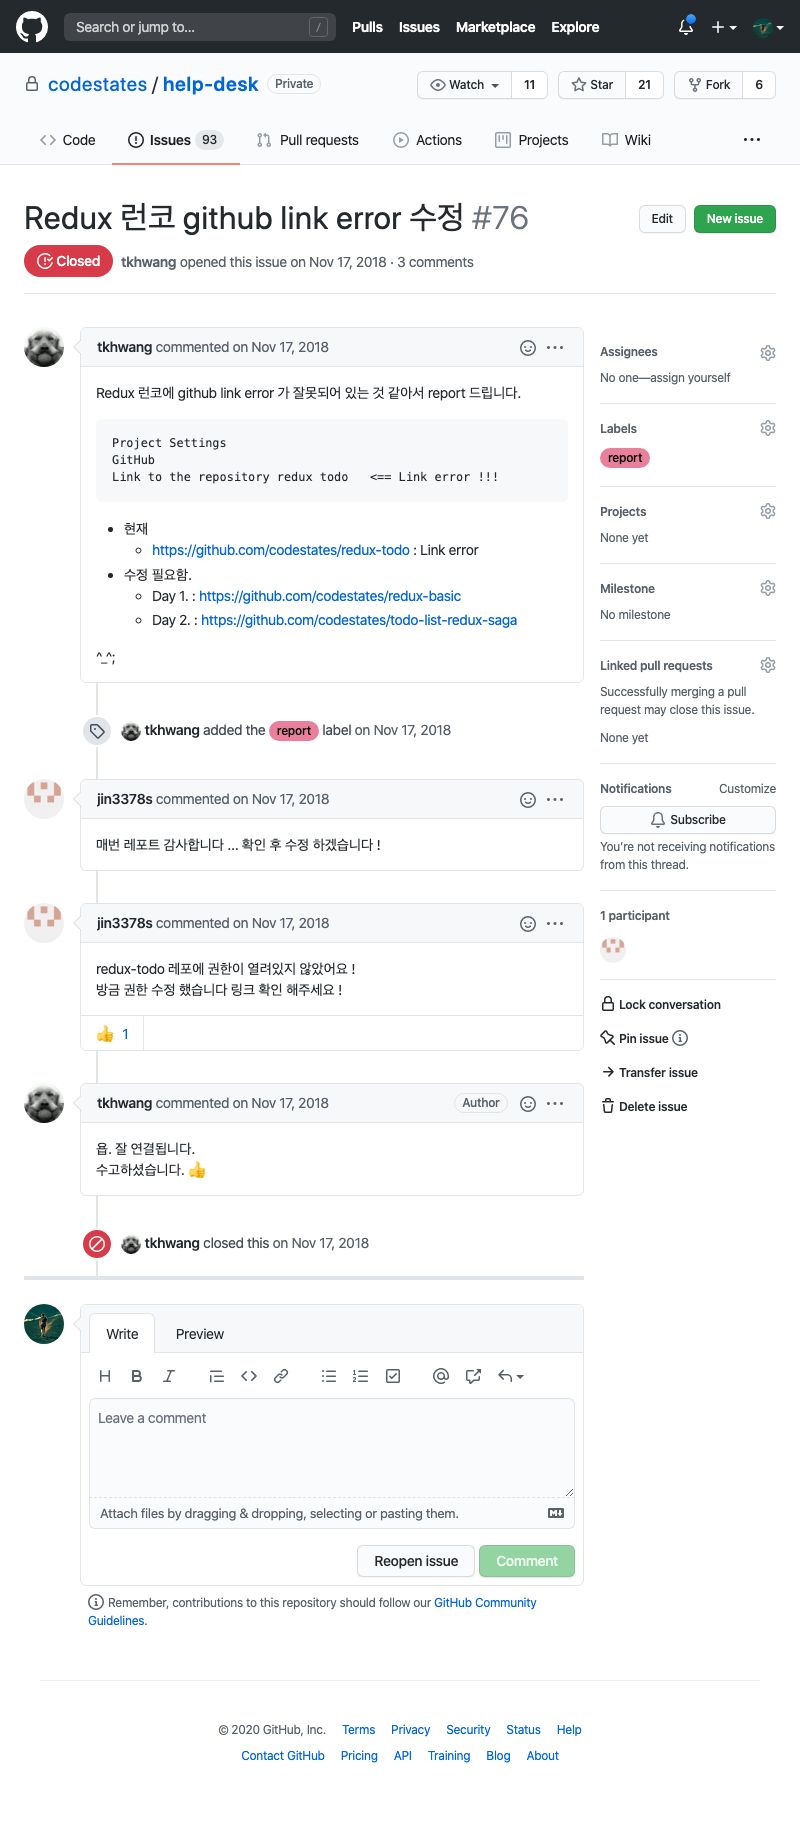 Search or jump to... /
Pulls Issues Marketplace Explore
codestates / help-desk Private
Watch 11 Star 21 Fork 6
Code Issues 93 Pull requests Actions Projects Wiki
Redux 런코 github link error 수정 #76
Edit New issue
Closed tkhwang opened this issue on Nov 17, 2018 · 3 comments
tkhwang commented on Nov 17, 2018
Redux 런코에 github link error 가 잘못되어 있는 것 같아서 report 드립니다.
Project Settings
GitHub
Link to the repository redux todo <== Link error !!!
현재
https://github.com/codestates/redux-todo : Link error
수정 필요함.
Day 1. : https://github.com/codestates/redux-basic
Day 2. : https://github.com/codestates/todo-list-redux-saga
^_^;
tkhwang added the report label on Nov 17, 2018
jin3378s commented on Nov 17, 2018
매번 레포트 감사합니다 ... 확인 후 수정 하겠습니다 !
jin3378s commented on Nov 17, 2018
redux-todo 레포에 권한이 열려있지 않았어요 !
방금 권한 수정 했습니다 링크 확인 해주세요 !
👍 1
tkhwang commented on Nov 17, 2018 Author
욥. 잘 연결됩니다.
수고하셨습니다. 👍
tkhwang closed this on Nov 17, 2018
Write Preview
Leave a comment
Attach files by dragging & dropping, selecting or pasting them.
Reopen issue Comment
Remember, contributions to this repository should follow our GitHub Community
Guidelines.
Assignees
No one—assign yourself
Labels
report
Projects
None yet
Milestone
No milestone
Linked pull requests
Successfully merging a pull
request may close this issue.
None yet
Notifications Customize
Subscribe
You're not receiving notifications
from this thread.
1 participant
Lock conversation
Pin issue
Transfer issue
Delete issue
© 2020 GitHub, Inc. Terms Privacy Security Status Help
Contact GitHub Pricing API Training Blog About